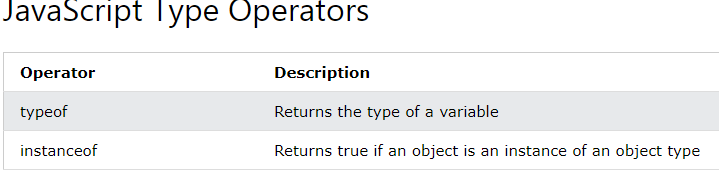 JavaScript Type Operators
Operator Description
typeof Returns the type of a variable
instanceof Returns true if an object is an instance of an object type